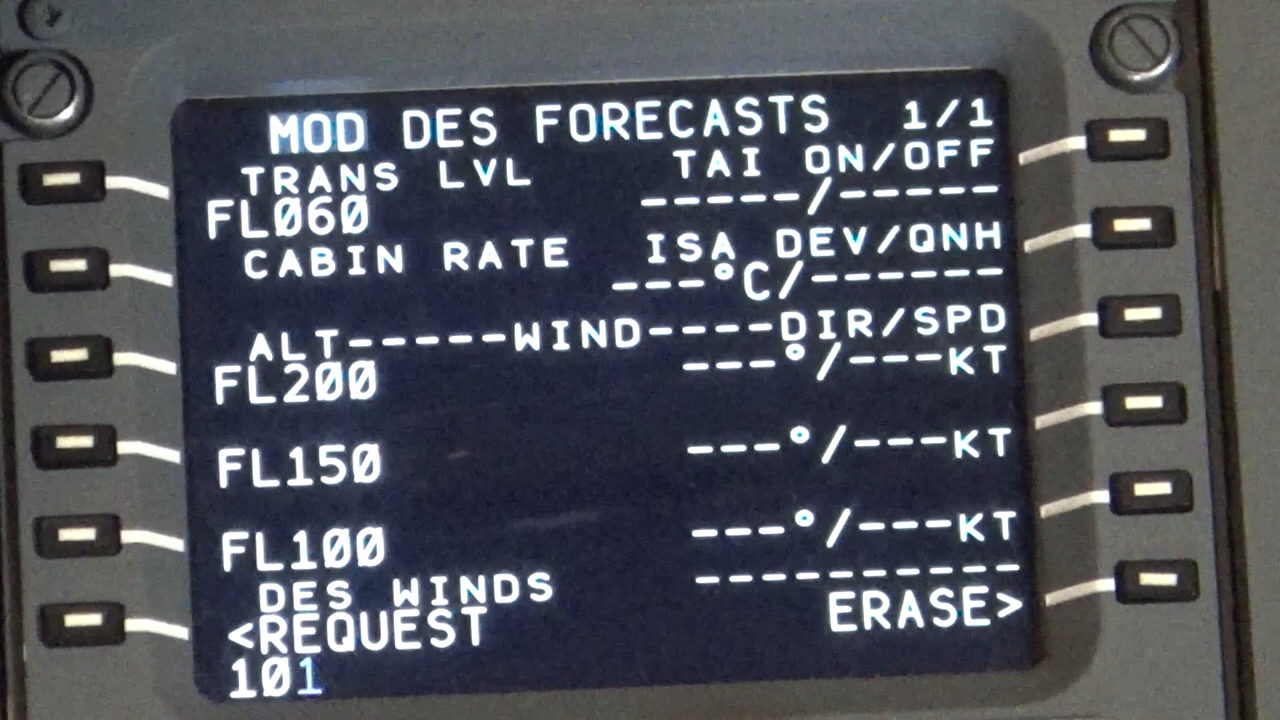 MOD DES FORECASTS 1/1
TRANS LVL TAI ON/OFF
FL060 -----/-----
CABIN RATE ISA DEV/QNH
---°C/------
ALT-----WIND----DIR/SPD
FL200 ---°/---KT
FL150 ---°/---KT
FL100 ---°/---KT
DES WINDS ----------
<REQUEST ERASE>
101